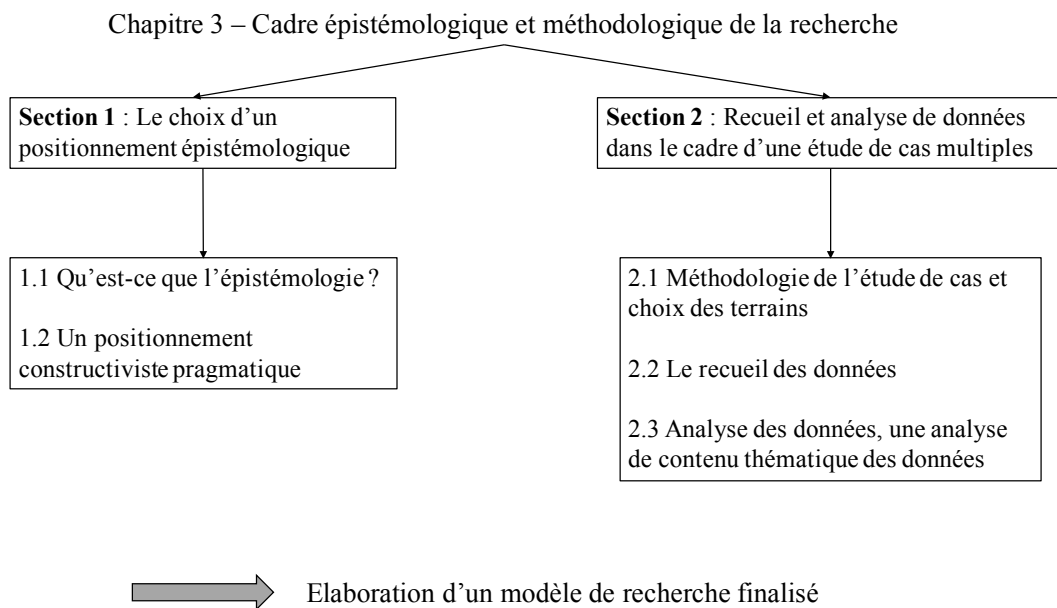 Chapitre 3 – Cadre épistémologique et méthodologique de la recherche
Section 1 : Le choix d’un
positionnement épistémologique
Section 2 : Recueil et analyse de données
dans le cadre d’une étude de cas multiples
1.1 Qu’est-ce que l’épistémologie ?
1.2 Un positionnement
constructiviste pragmatique
2.1 Méthodologie de l’étude de cas et
choix des terrains
2.2 Le recueil des données
2.3 Analyse des données, une analyse
de contenu thématique des données
Elaboration d’un modèle de recherche finalisé